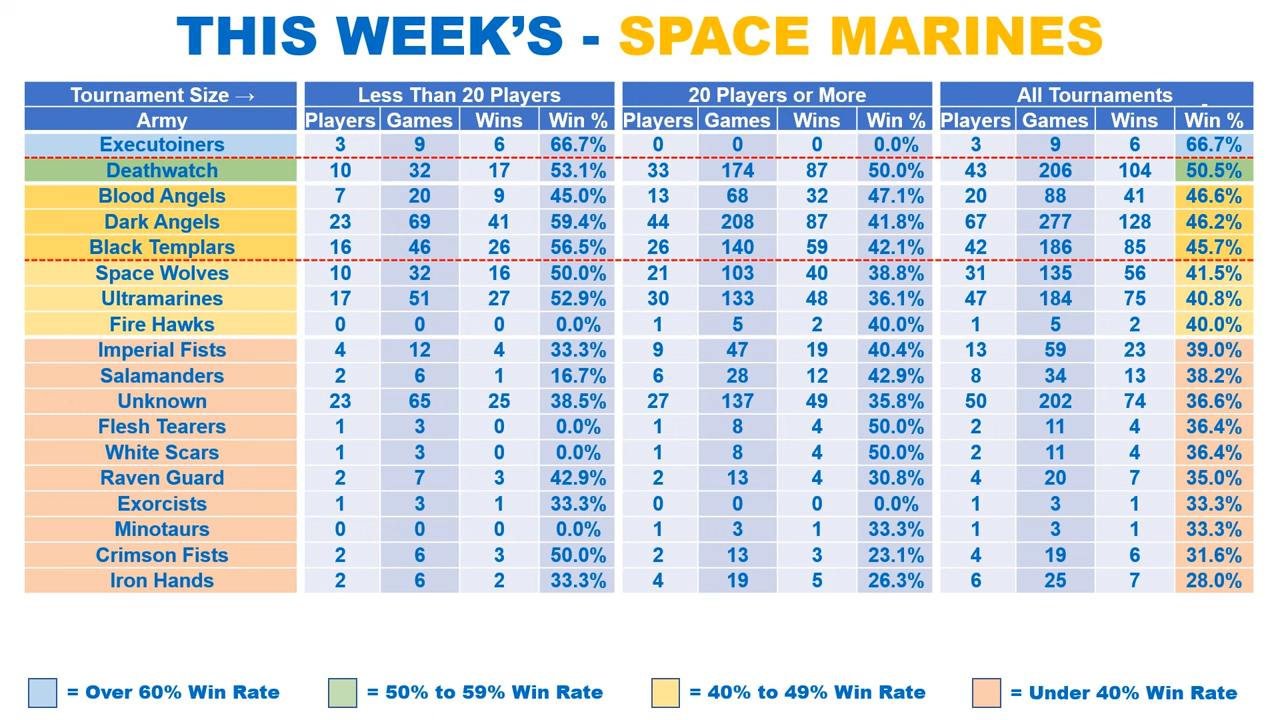 THIS WEEK'S - SPACE MARINES
Tournament Size → Less Than 20 Players 20 Players or More All Tournaments
Army Players Games Wins Win % Players Games Wins Win % Players Games Wins Win %
Executoiners 3 9 6 66.7% 0 0 0 0.0% 3 9 6 66.7%
Deathwatch 10 32 17 53.1% 33 174 87 50.0% 43 206 104 50.5%
Blood Angels 7 20 9 45.0% 13 68 32 47.1% 20 88 41 46.6%
Dark Angels 23 69 41 59.4% 44 208 87 41.8% 67 277 128 46.2%
Black Templars 16 46 26 56.5% 26 140 59 42.1% 42 186 85 45.7%
Space Wolves 10 32 16 50.0% 21 103 40 38.8% 31 135 56 41.5%
Ultramarines 17 51 27 52.9% 30 133 48 36.1% 47 184 75 40.8%
Fire Hawks 0 0 0 0.0% 1 5 2 40.0% 1 5 2 40.0%
Imperial Fists 4 12 4 33.3% 9 47 19 40.4% 13 59 23 39.0%
Salamanders 2 6 1 16.7% 6 28 12 42.9% 8 34 13 38.2%
Unknown 23 65 25 38.5% 27 137 49 35.8% 50 202 74 36.6%
Flesh Tearers 1 3 0 0.0% 1 8 4 50.0% 2 11 4 36.4%
White Scars 1 3 0 0.0% 1 8 4 50.0% 2 11 4 36.4%
Raven Guard 2 7 3 42.9% 2 13 4 30.8% 4 20 7 35.0%
Exorcists 1 3 1 33.3% 0 0 0 0.0% 1 3 1 33.3%
Minotaurs 0 0 0 0.0% 1 3 1 33.3% 1 3 1 33.3%
Crimson Fists 2 6 3 50.0% 2 13 3 23.1% 4 19 6 31.6%
Iron Hands 2 6 2 33.3% 4 19 5 26.3% 6 25 7 28.0%
= Over 60% Win Rate = 50% to 59% Win Rate = 40% to 49% Win Rate = Under 40% Win Rate